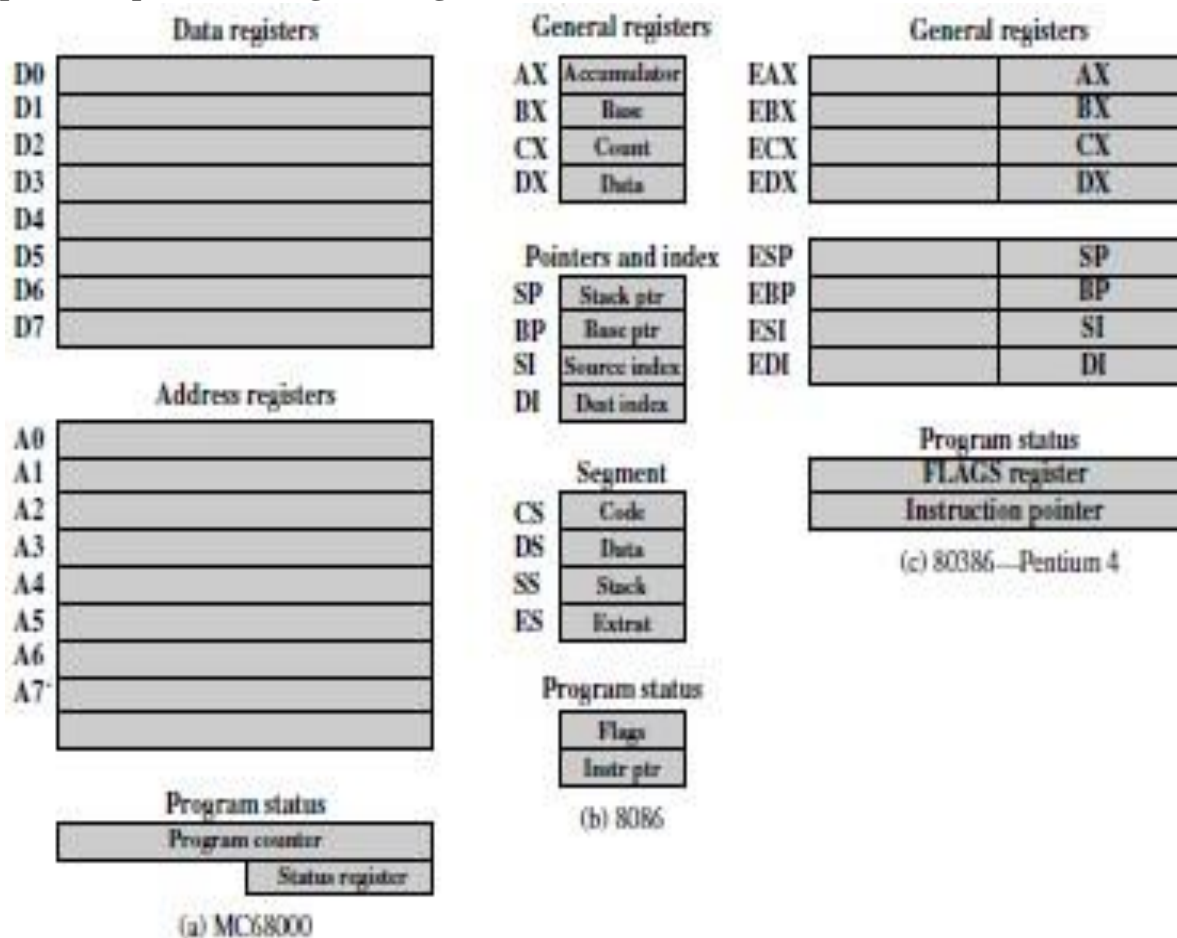 Data registers
D0
D1
D2
D3
D4
D5
D6
D7
Address registers
A0
A1
A2
A3
A4
A5
A6
A7'
Program status
Program counter
Status register
(a) MC68000
General registers
AX Accumulator
BX Base
CX Count
DX Data
Pointers and index
SP Stack ptr
BP Base ptr
SI Source index
DI Dest index
Segment
CS Code
DS Data
SS Stack
ES Extrat
Program status
Flags
Instr ptr
(b) 8086
General registers
EAX AX
EBX BX
ECX CX
EDX DX
ESP SP
EBP BP
ESI SI
EDI DI
Program status
FLAGS register
Instruction pointer
(c) 80386—Pentium 4